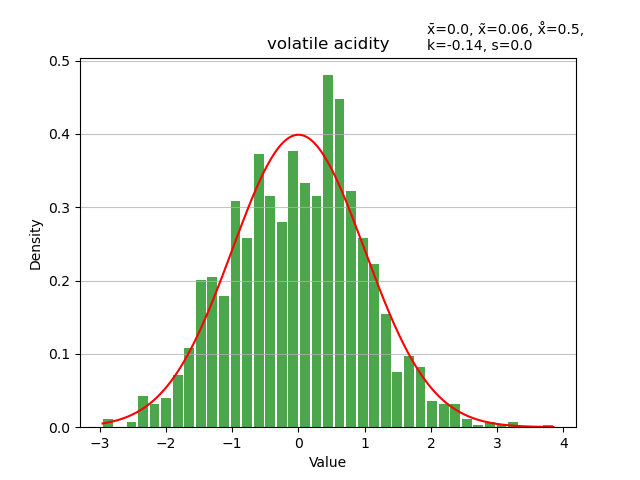 x̄=0.0, x̃=0.06, x̊=0.5,
k=-0.14, s=0.0
volatile acidity
0.5
0.4
0.3
0.2
0.1
0.0
Density
−3 −2 −1 0 1 2 3 4
Value